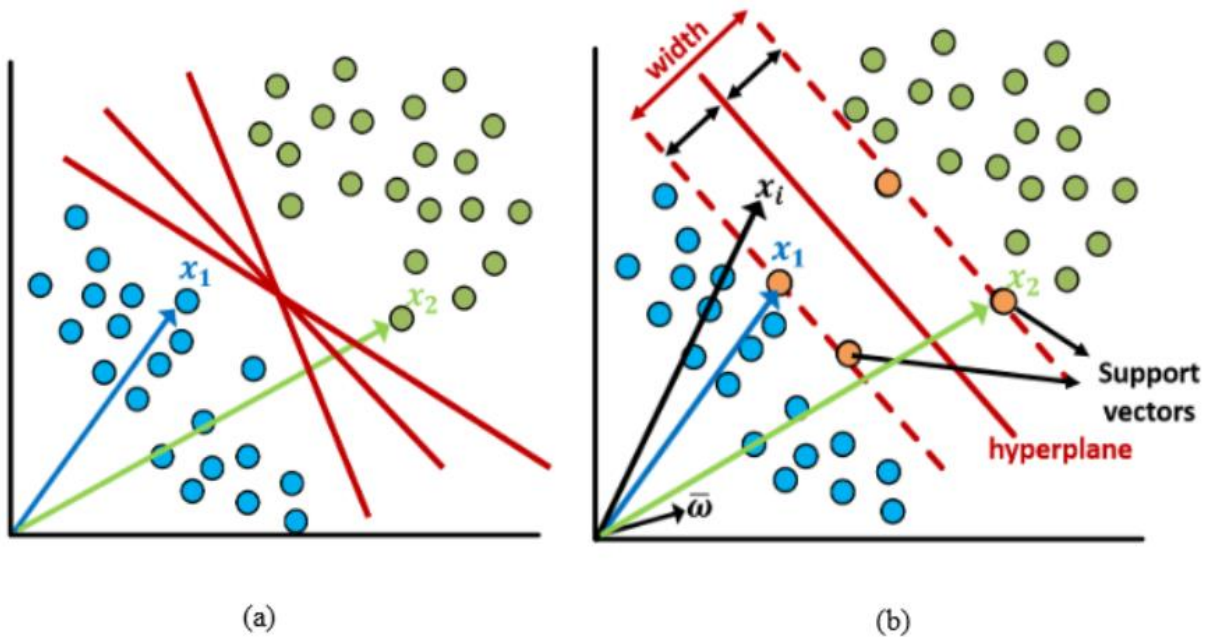 x₁
x₂
(a)
width
xᵢ
x₁
x₂
Support
vectors
hyperplane
ω̅
(b)